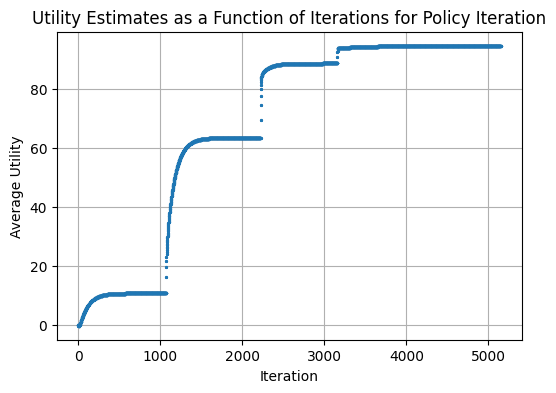 Utility Estimates as a Function of Iterations for Policy Iteration
Average Utility
80
60
40
20
0
0 1000 2000 3000 4000 5000
Iteration